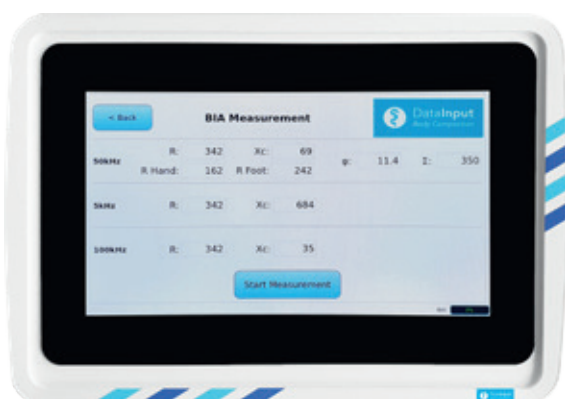 < Back
BIA Measurement
DataInput
Body Composition
50kHz R: 342 Xc: 69 φ: 11.4 Σ: 350
R Hand: 162 R Foot: 242
5kHz R: 342 Xc: 684
100kHz R: 342 Xc: 35
Start Measurement